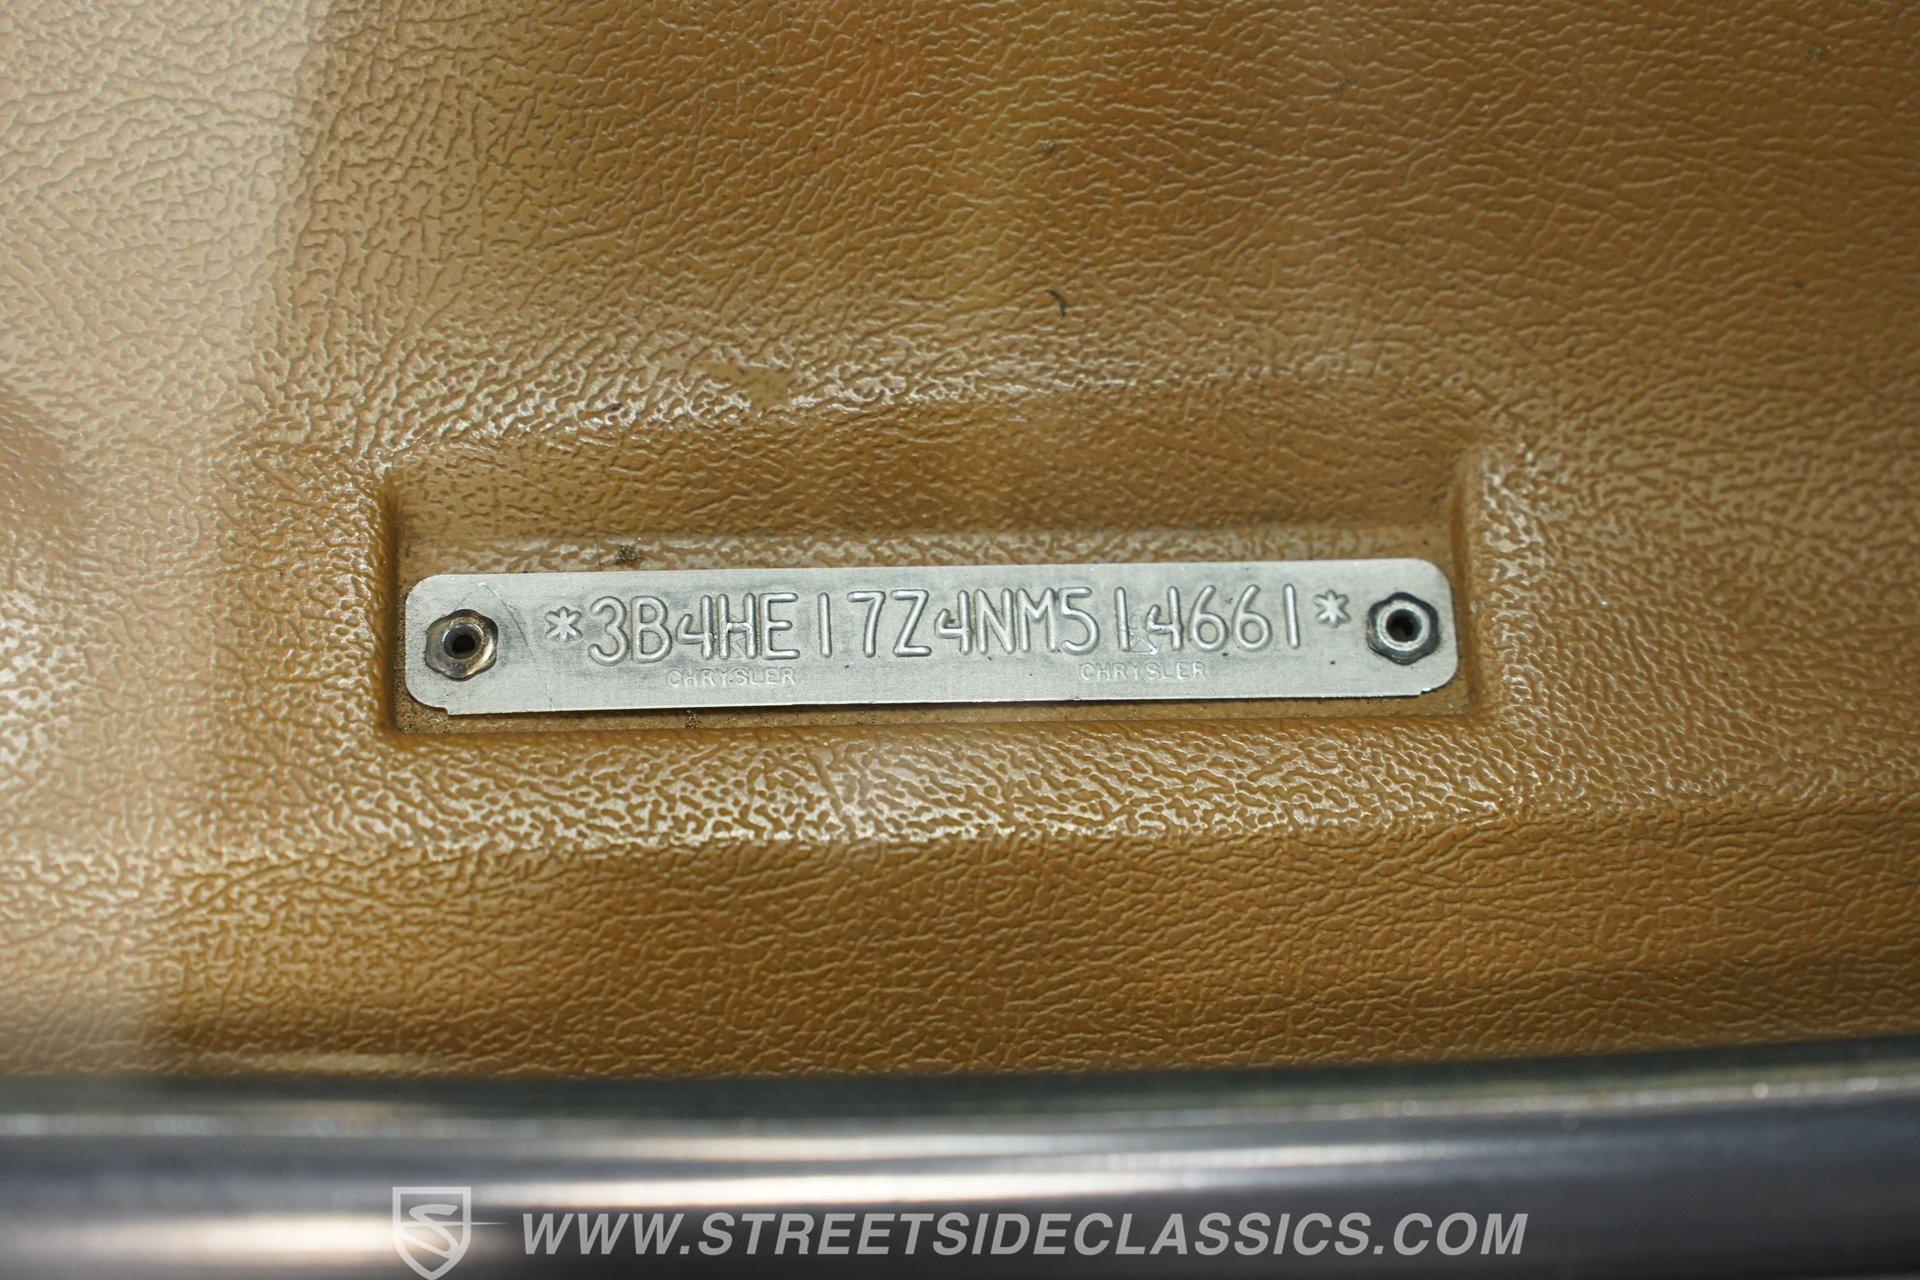 *3B4HE17Z4NM514661*
CHRYSLER CHRYSLER
WWW.STREETSIDECLASSICS.COM